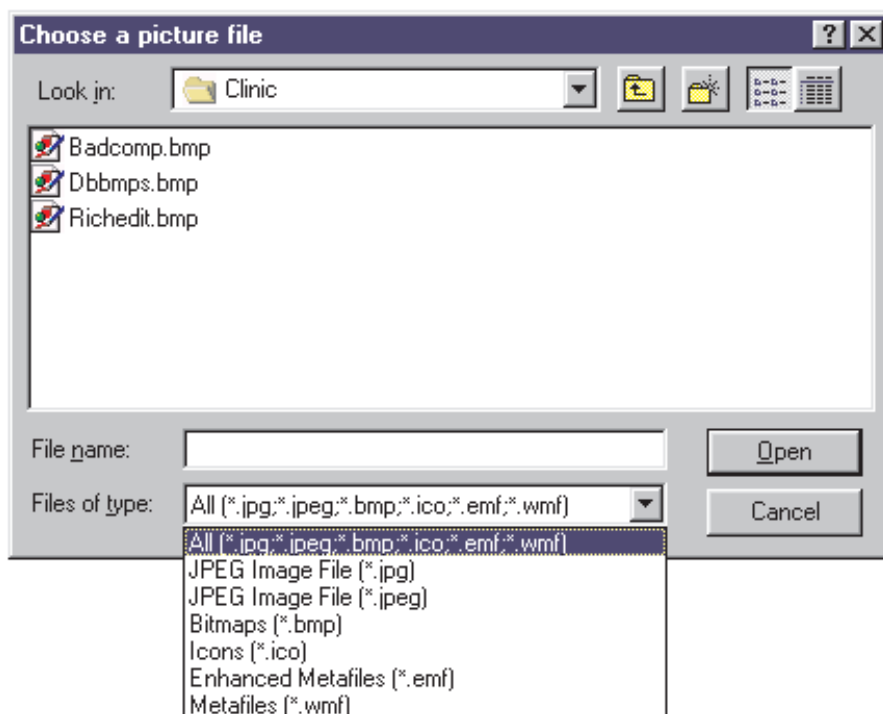 Choose a picture file
Look in: Clinic
Badcomp.bmp
Dbbmps.bmp
Richedit.bmp
File name: Open
Files of type: All (*.jpg;*.jpeg;*.bmp;*.ico;*.emf;*.wmf) Cancel
All (*.jpg;*.jpeg;*.bmp;*.ico;*.emf;*.wmf)
JPEG Image File (*.jpg)
JPEG Image File (*.jpeg)
Bitmaps (*.bmp)
Icons (*.ico)
Enhanced Metafiles (*.emf)
Metafiles (*.wmf)